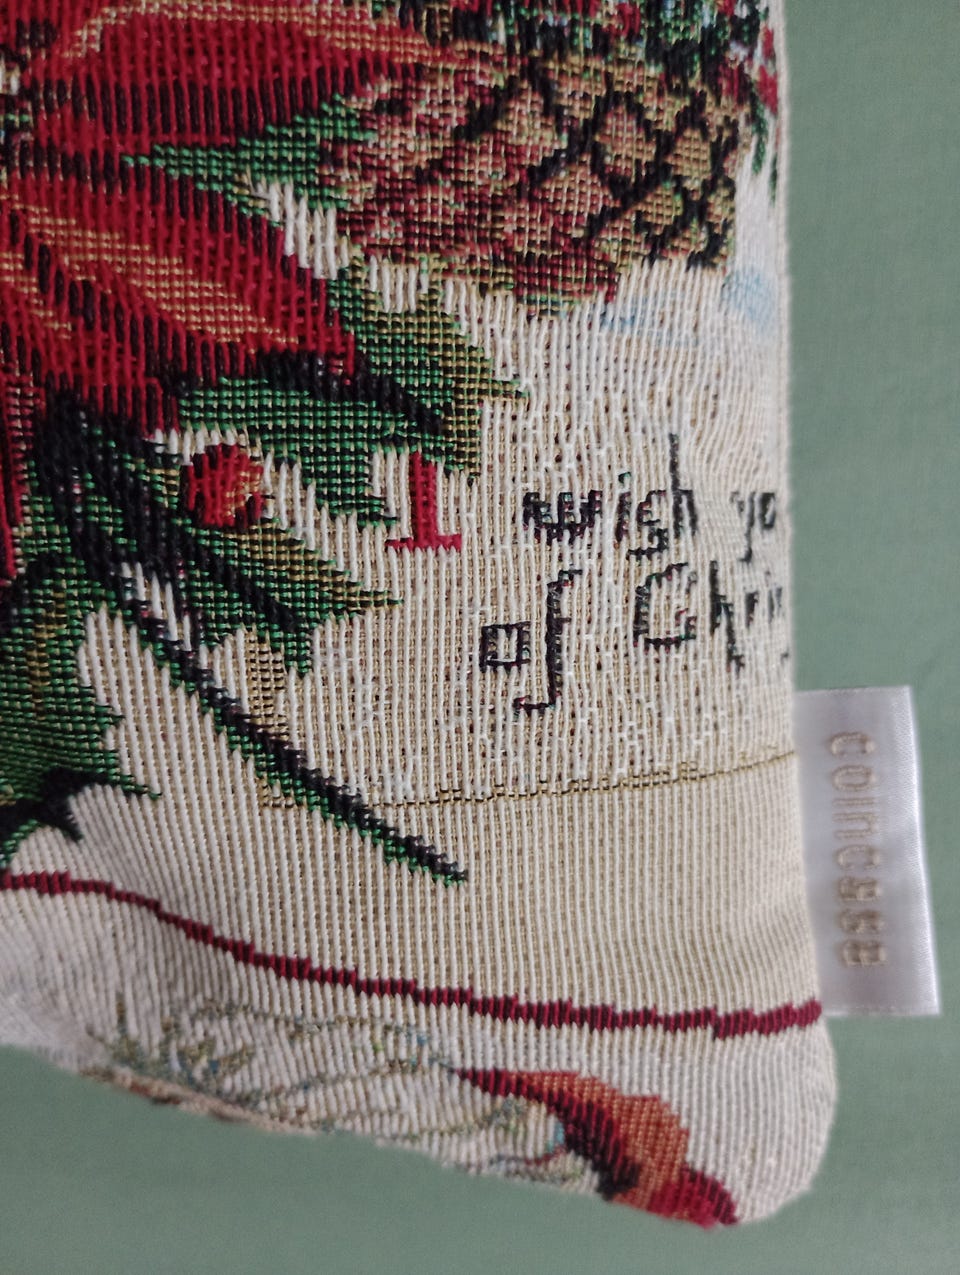 I wish yo
of Chri
coincasa